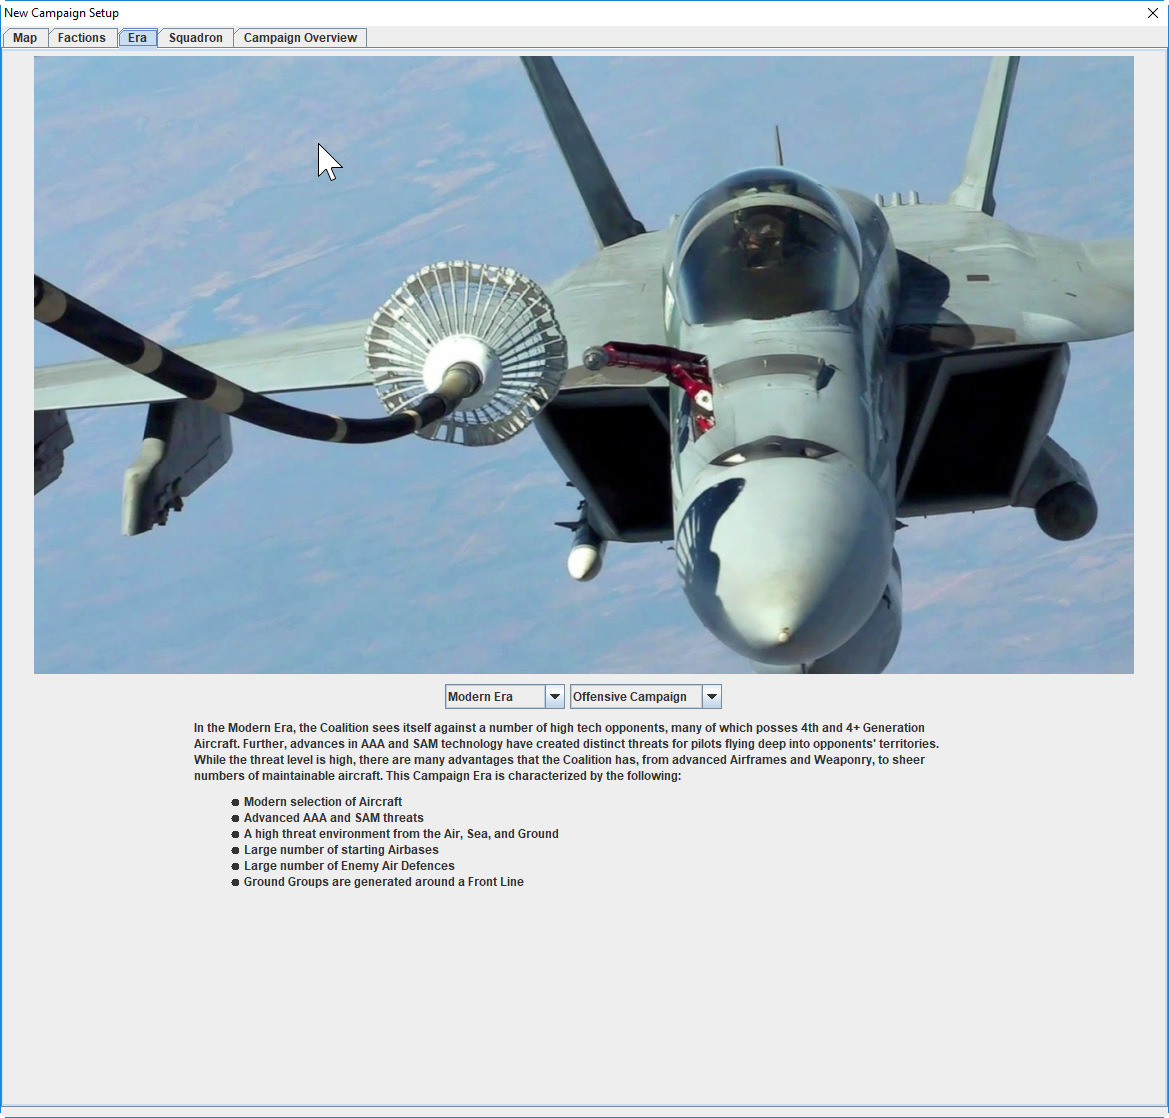 New Campaign Setup
Map Factions Era Squadron Campaign Overview
Modern Era Offensive Campaign
In the Modern Era, the Coalition sees itself against a number of high tech opponents, many of which posses 4th and 4+ Generation
Aircraft. Further, advances in AAA and SAM technology have created distinct threats for pilots flying deep into opponents' territories.
While the threat level is high, there are many advantages that the Coalition has, from advanced Airframes and Weaponry, to sheer
numbers of maintainable aircraft. This Campaign Era is characterized by the following:
● Modern selection of Aircraft
● Advanced AAA and SAM threats
● A high threat environment from the Air, Sea, and Ground
● Large number of starting Airbases
● Large number of Enemy Air Defences
● Ground Groups are generated around a Front Line